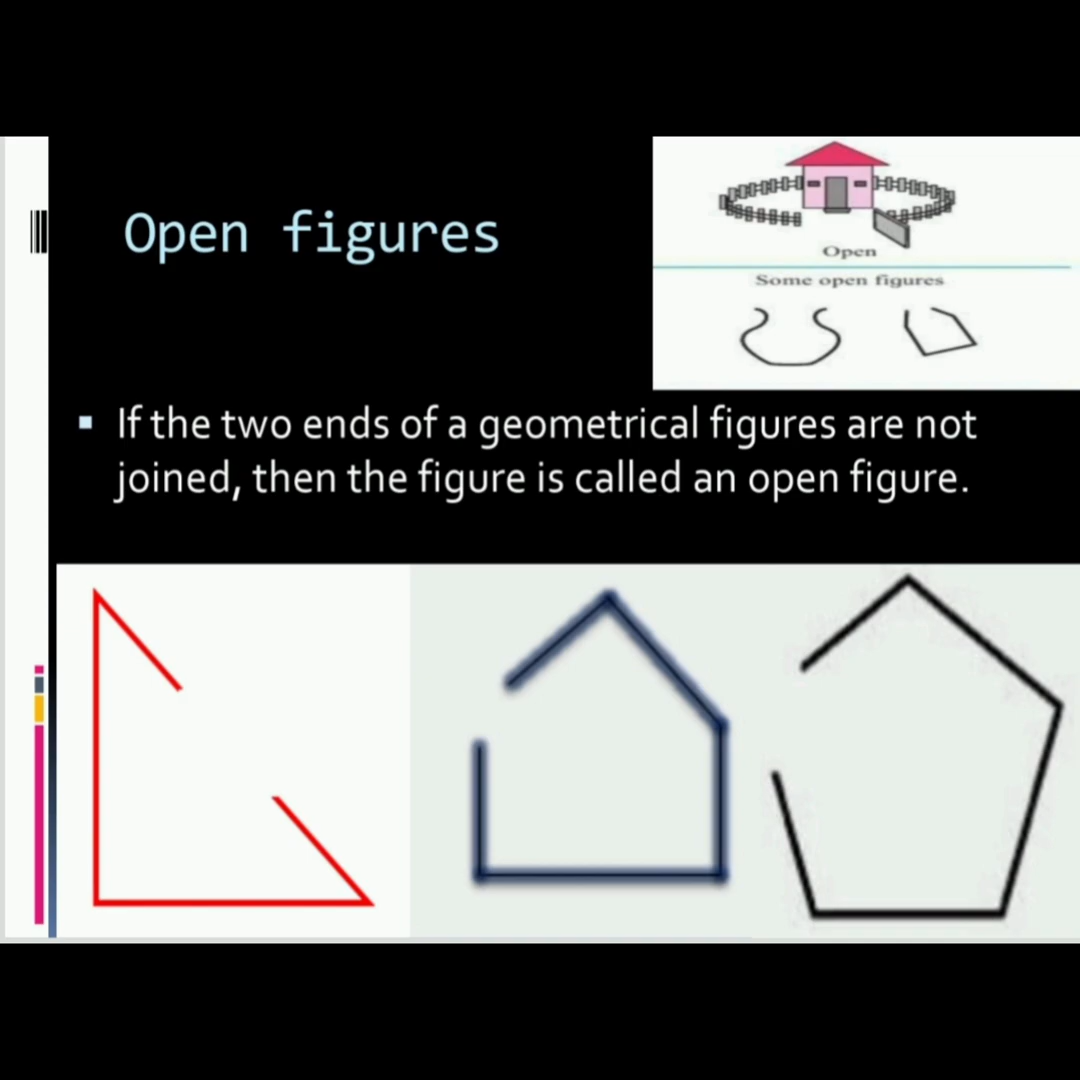 Open figures
Open
Some open figures
If the two ends of a geometrical figures are not
joined, then the figure is called an open figure.